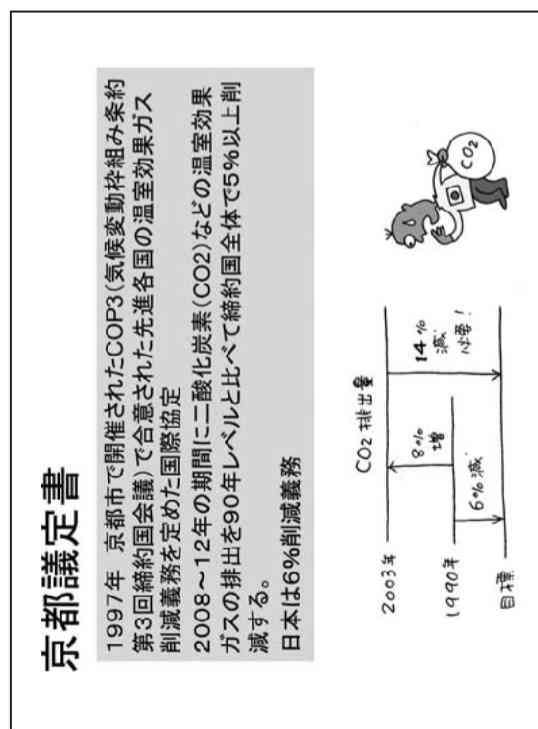 京都議定書
1997年 京都市で開催されたCOP3(気候変動枠組み条約
第3回締約国会議)で合意された先進各国の温室効果ガス
削減義務を定めた国際協定
2008~12年の期間に二酸化炭素(CO2)などの温室効果
ガスの排出を90年レベルと比べて締約国全体で5%以上削
減する。
日本は6%削減義務
CO2排出量
2003年
8%
増
14%
減
必要!
1990年
6%減
目標
CO2